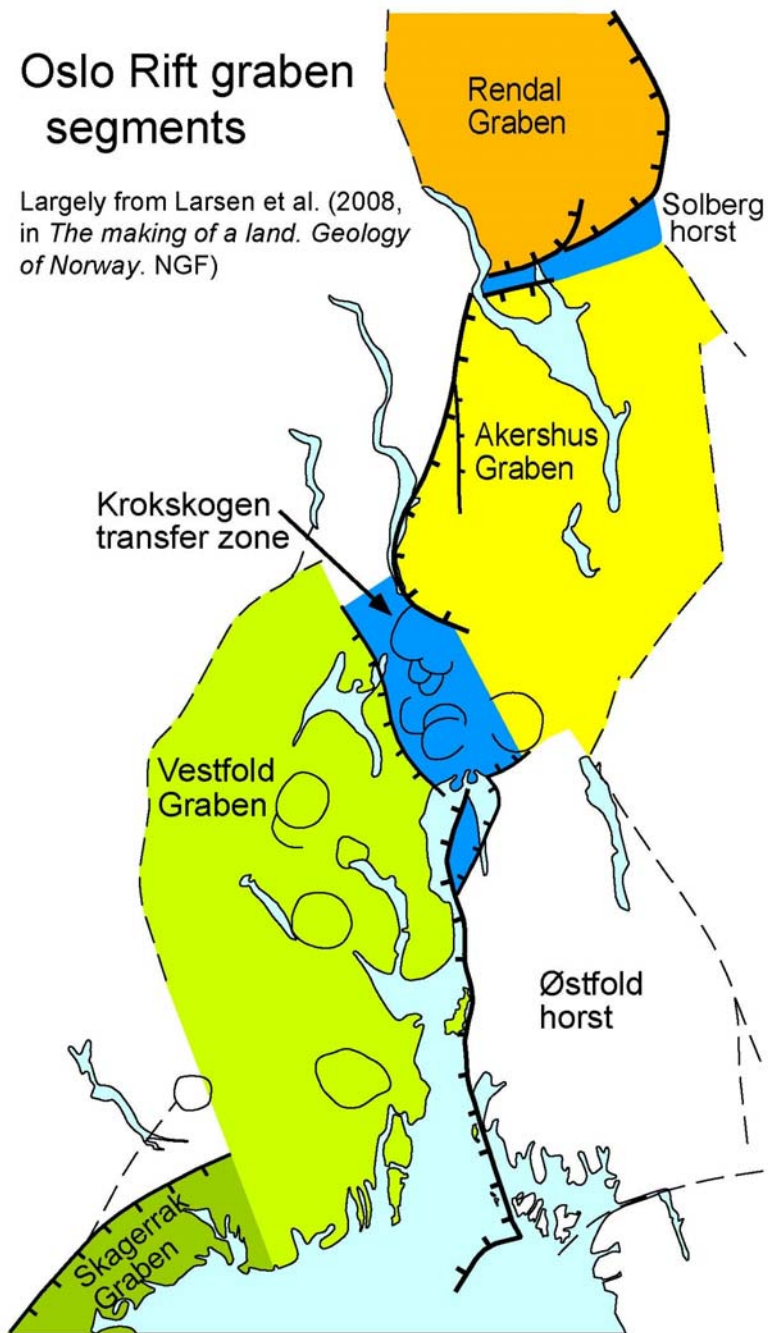 Oslo Rift graben
segments
Largely from Larsen et al. (2008,
in The making of a land. Geology
of Norway. NGF)
Rendal
Graben
Solberg
horst
Akershus
Graben
Krokskogen
transfer zone
Vestfold
Graben
Østfold
horst
Skagerrak
Graben